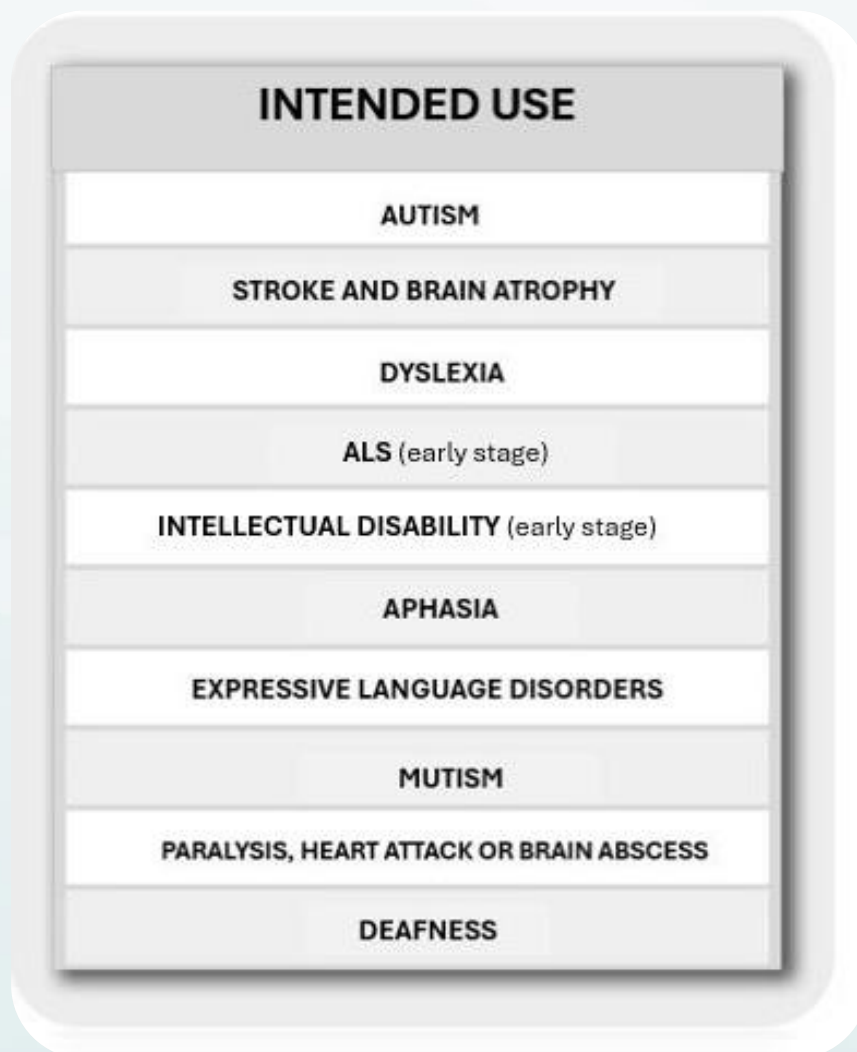 INTENDED USE
AUTISM
STROKE AND BRAIN ATROPHY
DYSLEXIA
ALS (early stage)
INTELLECTUAL DISABILITY (early stage)
APHASIA
EXPRESSIVE LANGUAGE DISORDERS
MUTISM
PARALYSIS, HEART ATTACK OR BRAIN ABSCESS
DEAFNESS